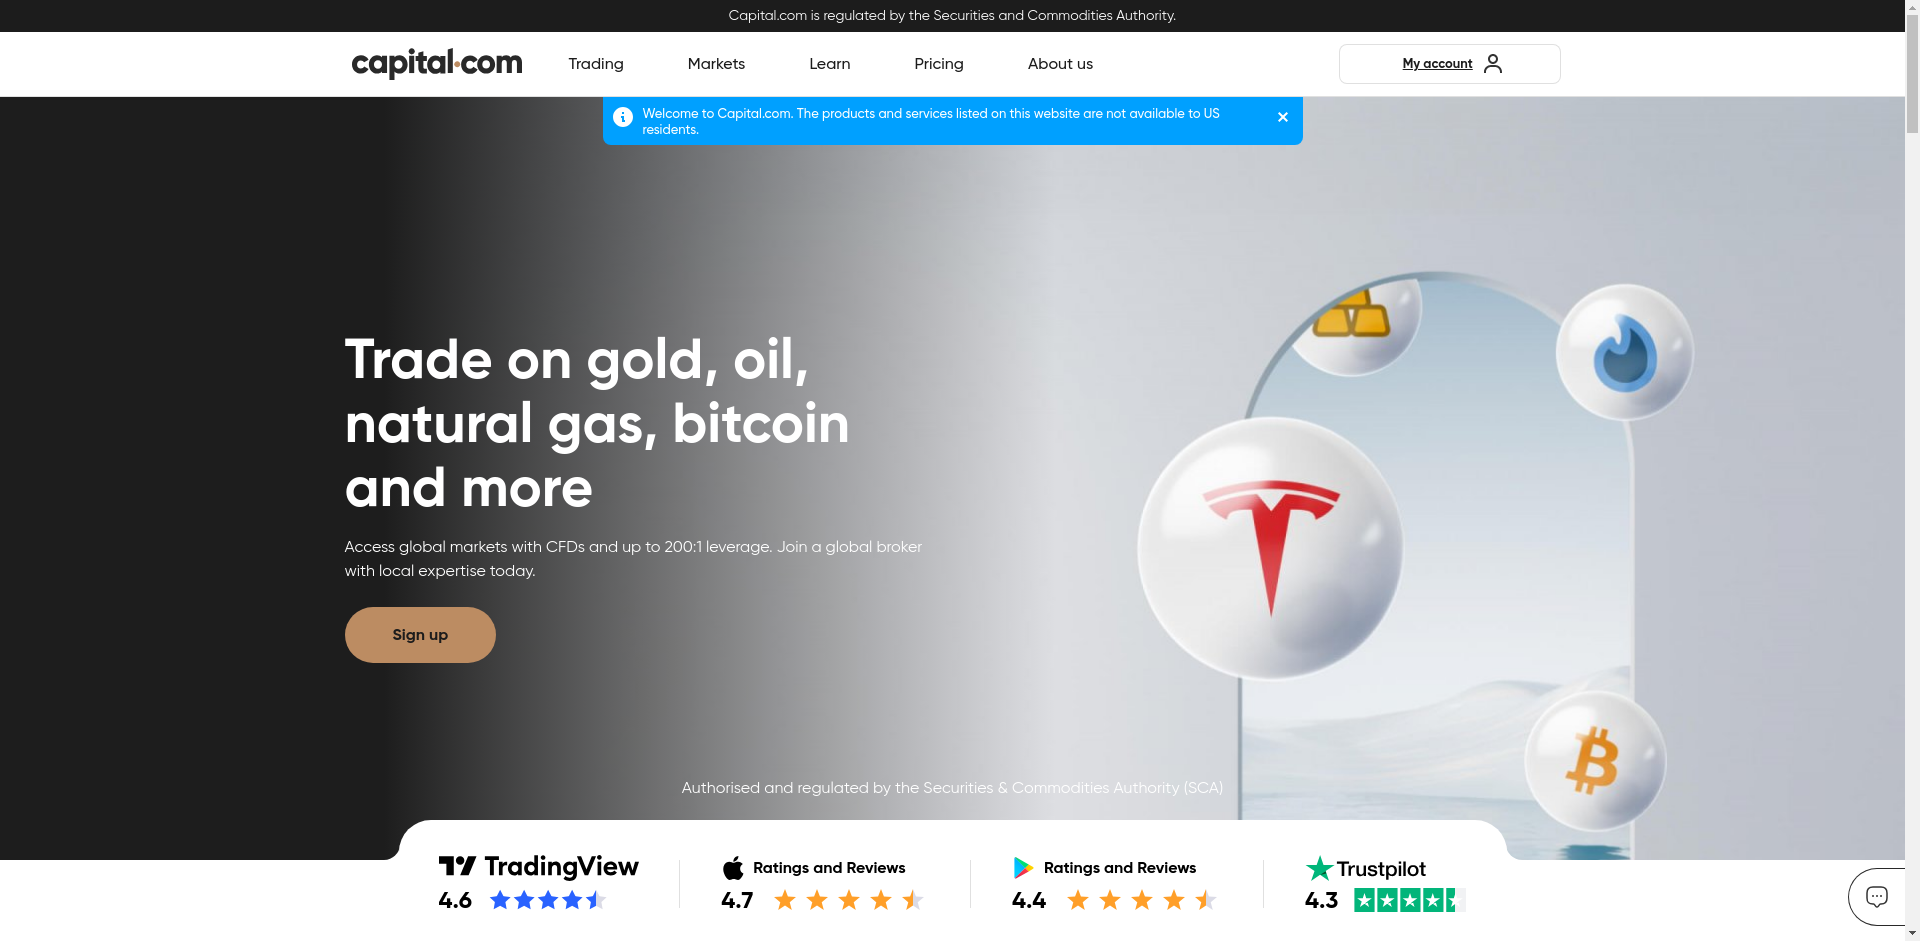 Capital.com is regulated by the Securities and Commodities Authority.
capital.com
Trading
Markets
Learn
Pricing
About us
My account
Welcome to Capital.com. The products and services listed on this website are not available to US
residents.
Trade on gold, oil,
natural gas, bitcoin
and more
Access global markets with CFDs and up to 200:1 leverage. Join a global broker
with local expertise today.
Sign up
Authorised and regulated by the Securities & Commodities Authority (SCA)
TradingView
4.6
Ratings and Reviews
4.7
Ratings and Reviews
4.4
Trustpilot
4.3